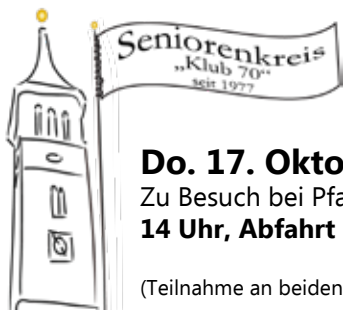 Seniorenkreis
„Klub 70“
seit 1977
Do. 17. Okto
Zu Besuch bei Pfa
14 Uhr, Abfahrt
(Teilnahme an beiden